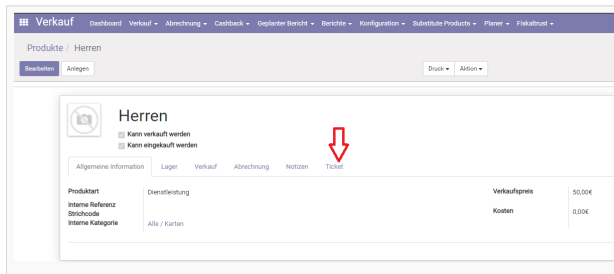 Verkauf Dashboard Verkauf Abrechnung Cashback Geplanter Bericht Berichte Konfiguration Substitute Products Planer Fiskaltrust
Produkte / Herren
Bearbeiten Anlegen Druck Aktion
Herren
Kann verkauft werden
Kann eingekauft werden
Allgemeine Information Lager Verkauf Abrechnung Notizen Ticket
Produktart Dienstleistung Verkaufspreis 50,00€
Interne Referenz
Strichcode Kosten 0,00€
Interne Kategorie Alle / Karten